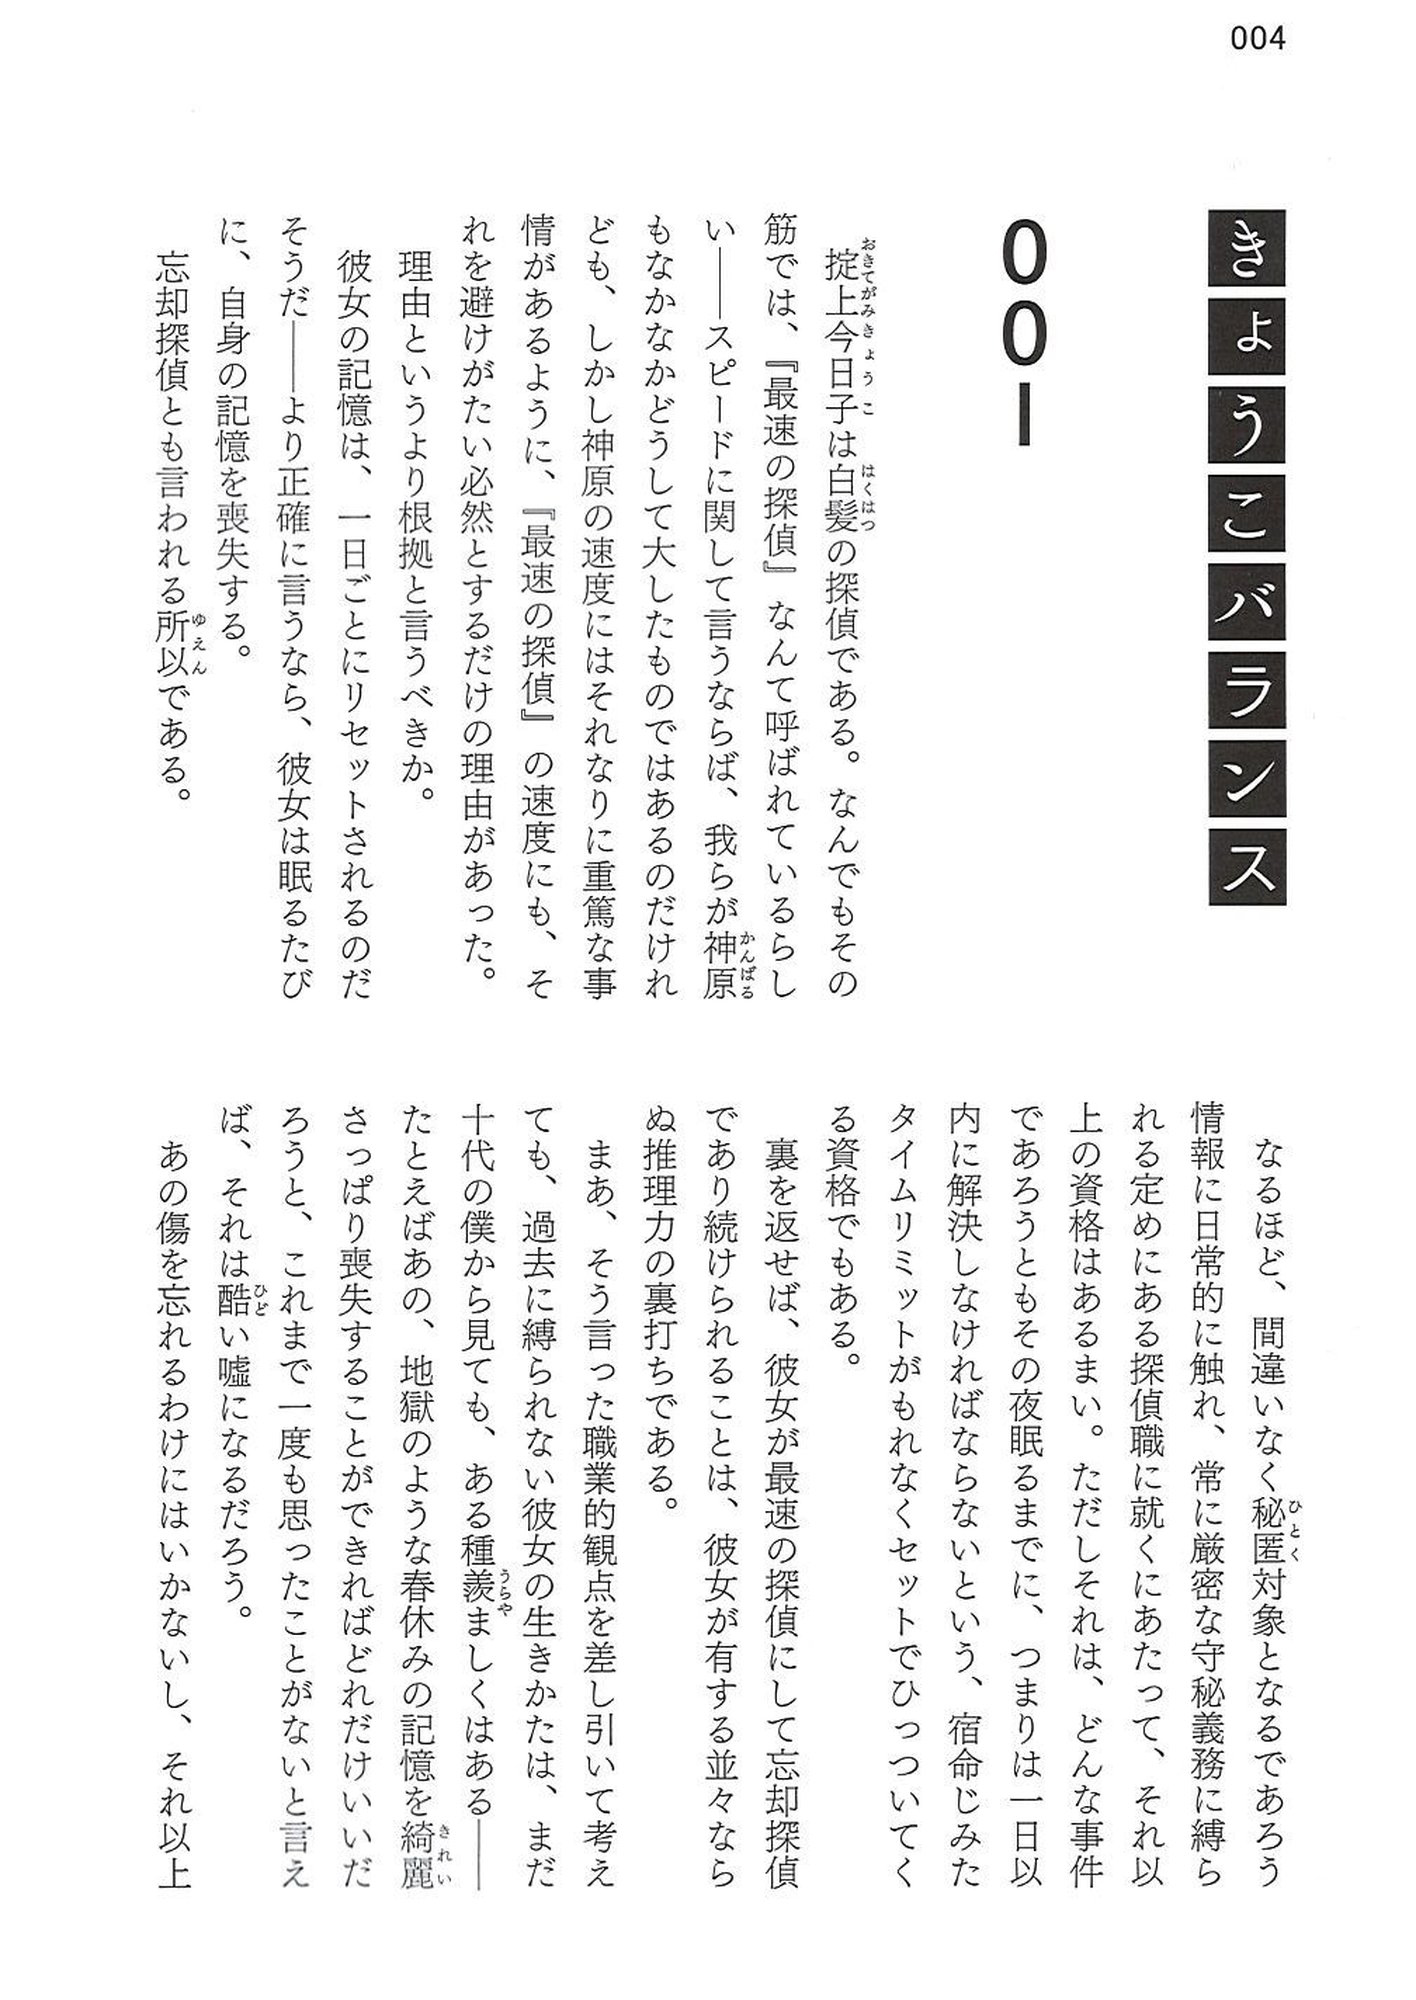 004
きょうこバランス
001
掟上今日子は白髪の探偵である。なんでもその
筋では、『最速の探偵』なんて呼ばれているらし
い――スピードに関して言うならば、我らが神原
もなかなかどうして大したものではあるのだけれ
ども、しかし神原の速度にはそれなりに重篤な事
情があるように、『最速の探偵』の速度にも、そ
れを避けがたい必然とするだけの理由があった。
理由というより根拠と言うべきか。
彼女の記憶は、一日ごとにリセットされるのだ
そうだ――より正確に言うなら、彼女は眠るたび
に、自身の記憶を喪失する。
忘却探偵とも言われる所以である。
なるほど、間違いなく秘匿対象となるであろう
情報に日常的に触れ、常に厳密な守秘義務に縛ら
れる定めにある探偵職に就くにあたって、それ以
上の資格はあるまい。ただしそれは、どんな事件
であろうともその夜眠るまでに、つまりは一日以
内に解決しなければならないという、宿命じみた
タイムリミットがもれなくセットでひっついてく
る資格でもある。
裏を返せば、彼女が最速の探偵にして忘却探偵
であり続けられることは、彼女が有する並々なら
ぬ推理力の裏打ちである。
まあ、そう言った職業的観点を差し引いて考え
ても、過去に縛られない彼女の生きかたは、まだ
十代の僕から見ても、ある種羨ましくはある――
たとえばあの、地獄のような春休みの記憶を綺麗
さっぱり喪失することができればどれだけいいだ
ろうと、これまで一度も思ったことがないと言え
ば、それは酷い嘘になるだろう。
あの傷を忘れるわけにはいかないし、それ以上